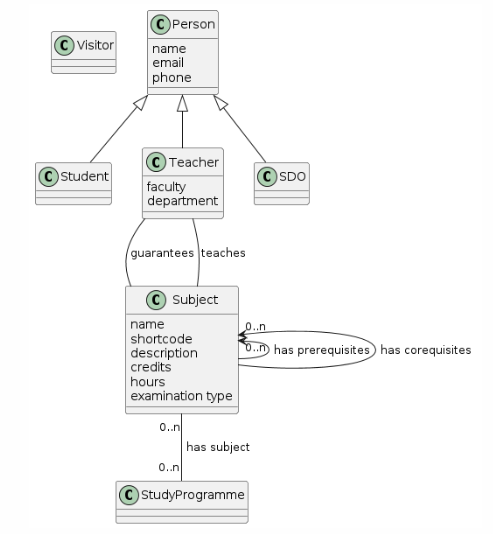 C Person
C Visitor
name
email
phone
C Student
C Teacher
C SDO
faculty
department
guarantees
teaches
C Subject
name
shortcode
description
credits
hours
examination type
0..n
0..n
has prerequisites
has corequisites
0..n
has subject
0..n
C StudyProgramme